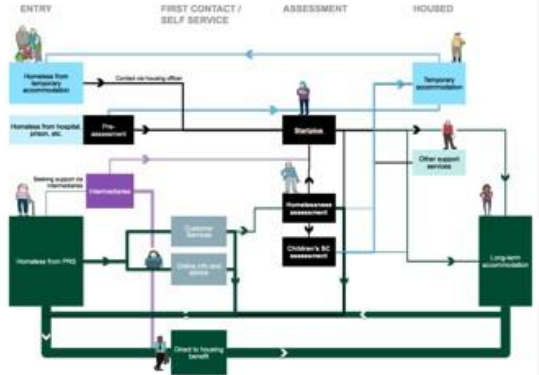 ENTRY
FIRST CONTACT /
SELF SERVICE
ASSESSMENT
HOUSED
Homeless from
temporary
accommodation
Contact via housing officer
Temporary
accommodation
Homeless from hospital,
prison, etc.
Pre-
assessment
Other support
services
Seeking support via
intermediaries
Intermediaries
Homelessness
assessment
Customer
Services
Children's SC
assessment
Homeless from PRS
Online info and
advice
Long-term
accommodation
Direct to housing
benefit